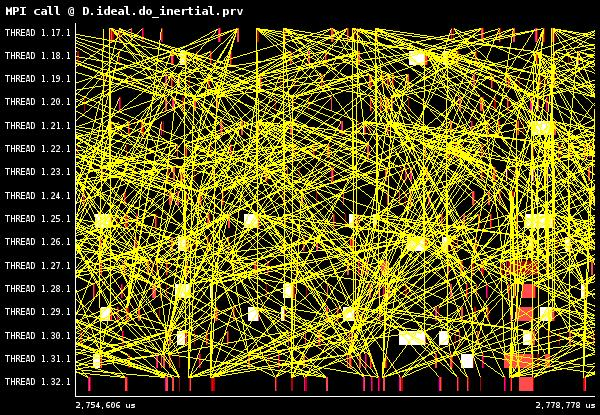 MPI call @ D.ideal.do_inertial.prv
THREAD 1.17.1
THREAD 1.18.1
THREAD 1.19.1
THREAD 1.20.1
THREAD 1.21.1
THREAD 1.22.1
THREAD 1.23.1
THREAD 1.24.1
THREAD 1.25.1
THREAD 1.26.1
THREAD 1.27.1
THREAD 1.28.1
THREAD 1.29.1
THREAD 1.30.1
THREAD 1.31.1
THREAD 1.32.1
2,754,606 us 2,778,778 us